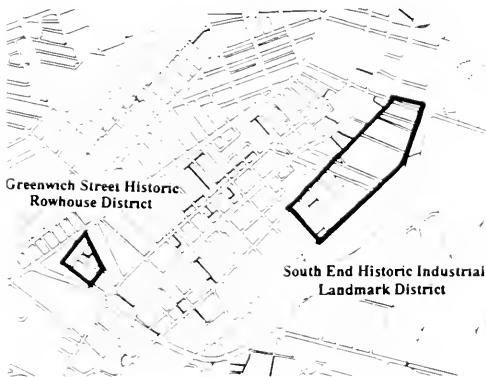 Greenwich Street Historic
Rowhouse District
South End Historic Industrial
Landmark District